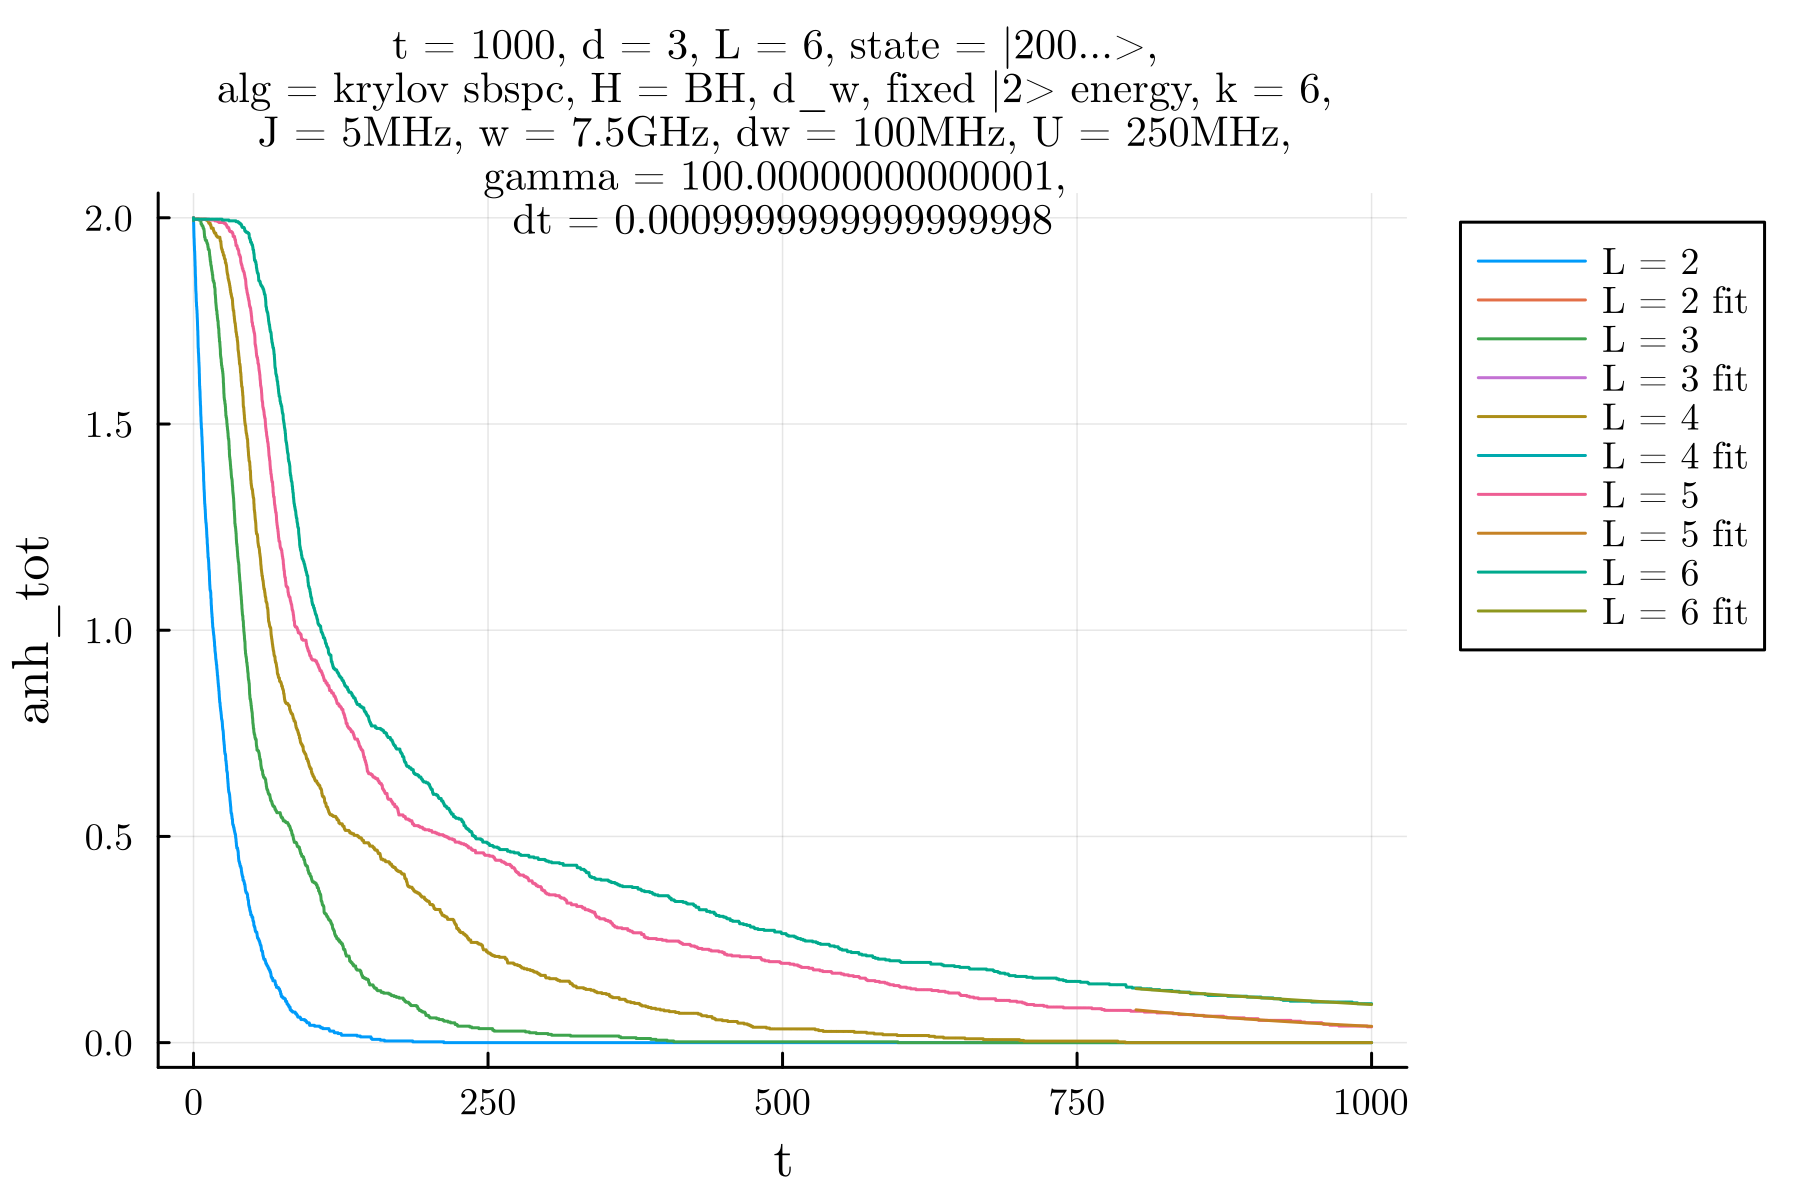 t = 1000, d = 3, L = 6, state = |200...>,
alg = krylov sbspc, H = BH, d_w, fixed |2> energy, k = 6,
J = 5MHz, w = 7.5GHz, dw = 100MHz, U = 250MHz,
gamma = 100.00000000000001,
dt = 0.0009999999999999998
2.0
1.5
1.0
0.5
0.0
anh_tot
0
250
500
750
1000
t
L = 2
L = 2 fit
L = 3
L = 3 fit
L = 4
L = 4 fit
L = 5
L = 5 fit
L = 6
L = 6 fit